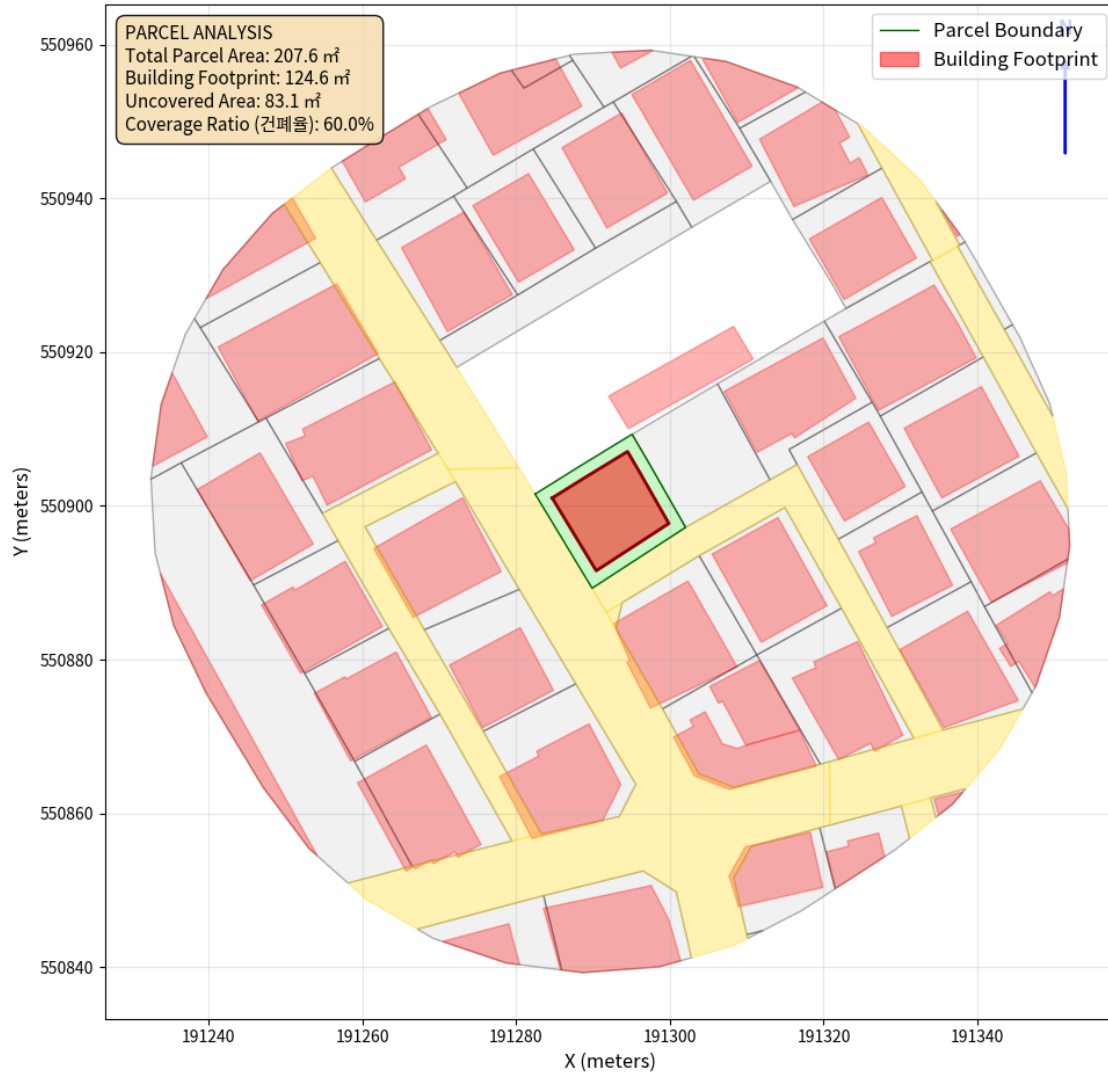 PARCEL ANALYSIS
Total Parcel Area: 207.6 ㎡
Building Footprint: 124.6 ㎡
Uncovered Area: 83.1 ㎡
Coverage Ratio (건폐율): 60.0%
N
Parcel Boundary
Building Footprint
550960
550940
550920
550900
550880
550860
550840
Y (meters)
191240
191260
191280
191300
191320
191340
X (meters)